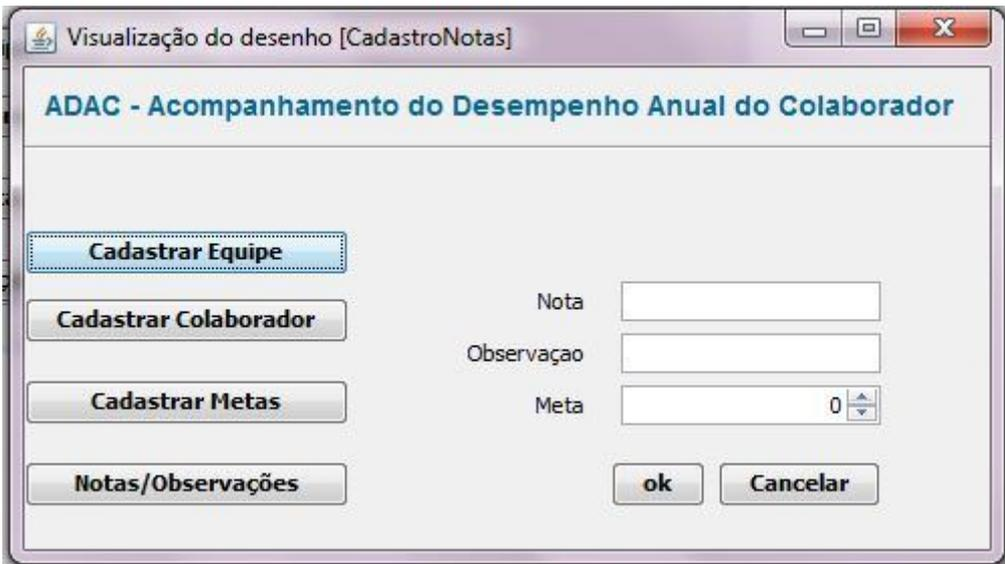 Visualização do desenho [CadastroNotas]
ADAC - Acompanhamento do Desempenho Anual do Colaborador
Cadastrar Equipe
Cadastrar Colaborador
Cadastrar Metas
Notas/Observações
Nota
Observaçao
Meta
0
ok
Cancelar